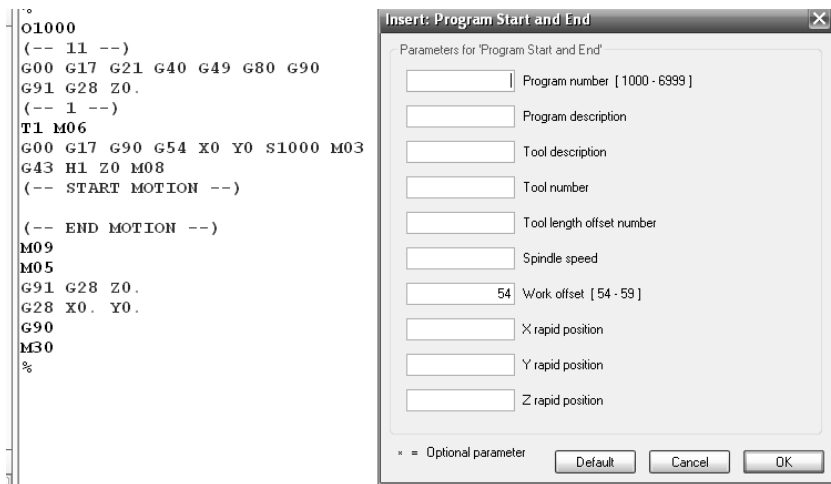 %
O1000
(-- 11 --)
G00 G17 G21 G40 G49 G80 G90
G91 G28 Z0.
(-- 1 --)
T1 M06
G00 G17 G90 G54 X0 Y0 S1000 M03
G43 H1 Z0 M08
(-- START MOTION --)
(-- END MOTION --)
M09
M05
G91 G28 Z0.
G28 X0. Y0.
G90
M30
%
Insert: Program Start and End
Parameters for 'Program Start and End'
Program number [ 1000 - 6999 ]
Program description
Tool description
Tool number
Tool length offset number
Spindle speed
54 Work offset [ 54 - 59 ]
X rapid position
Y rapid position
Z rapid position
* = Optional parameter
Default Cancel OK